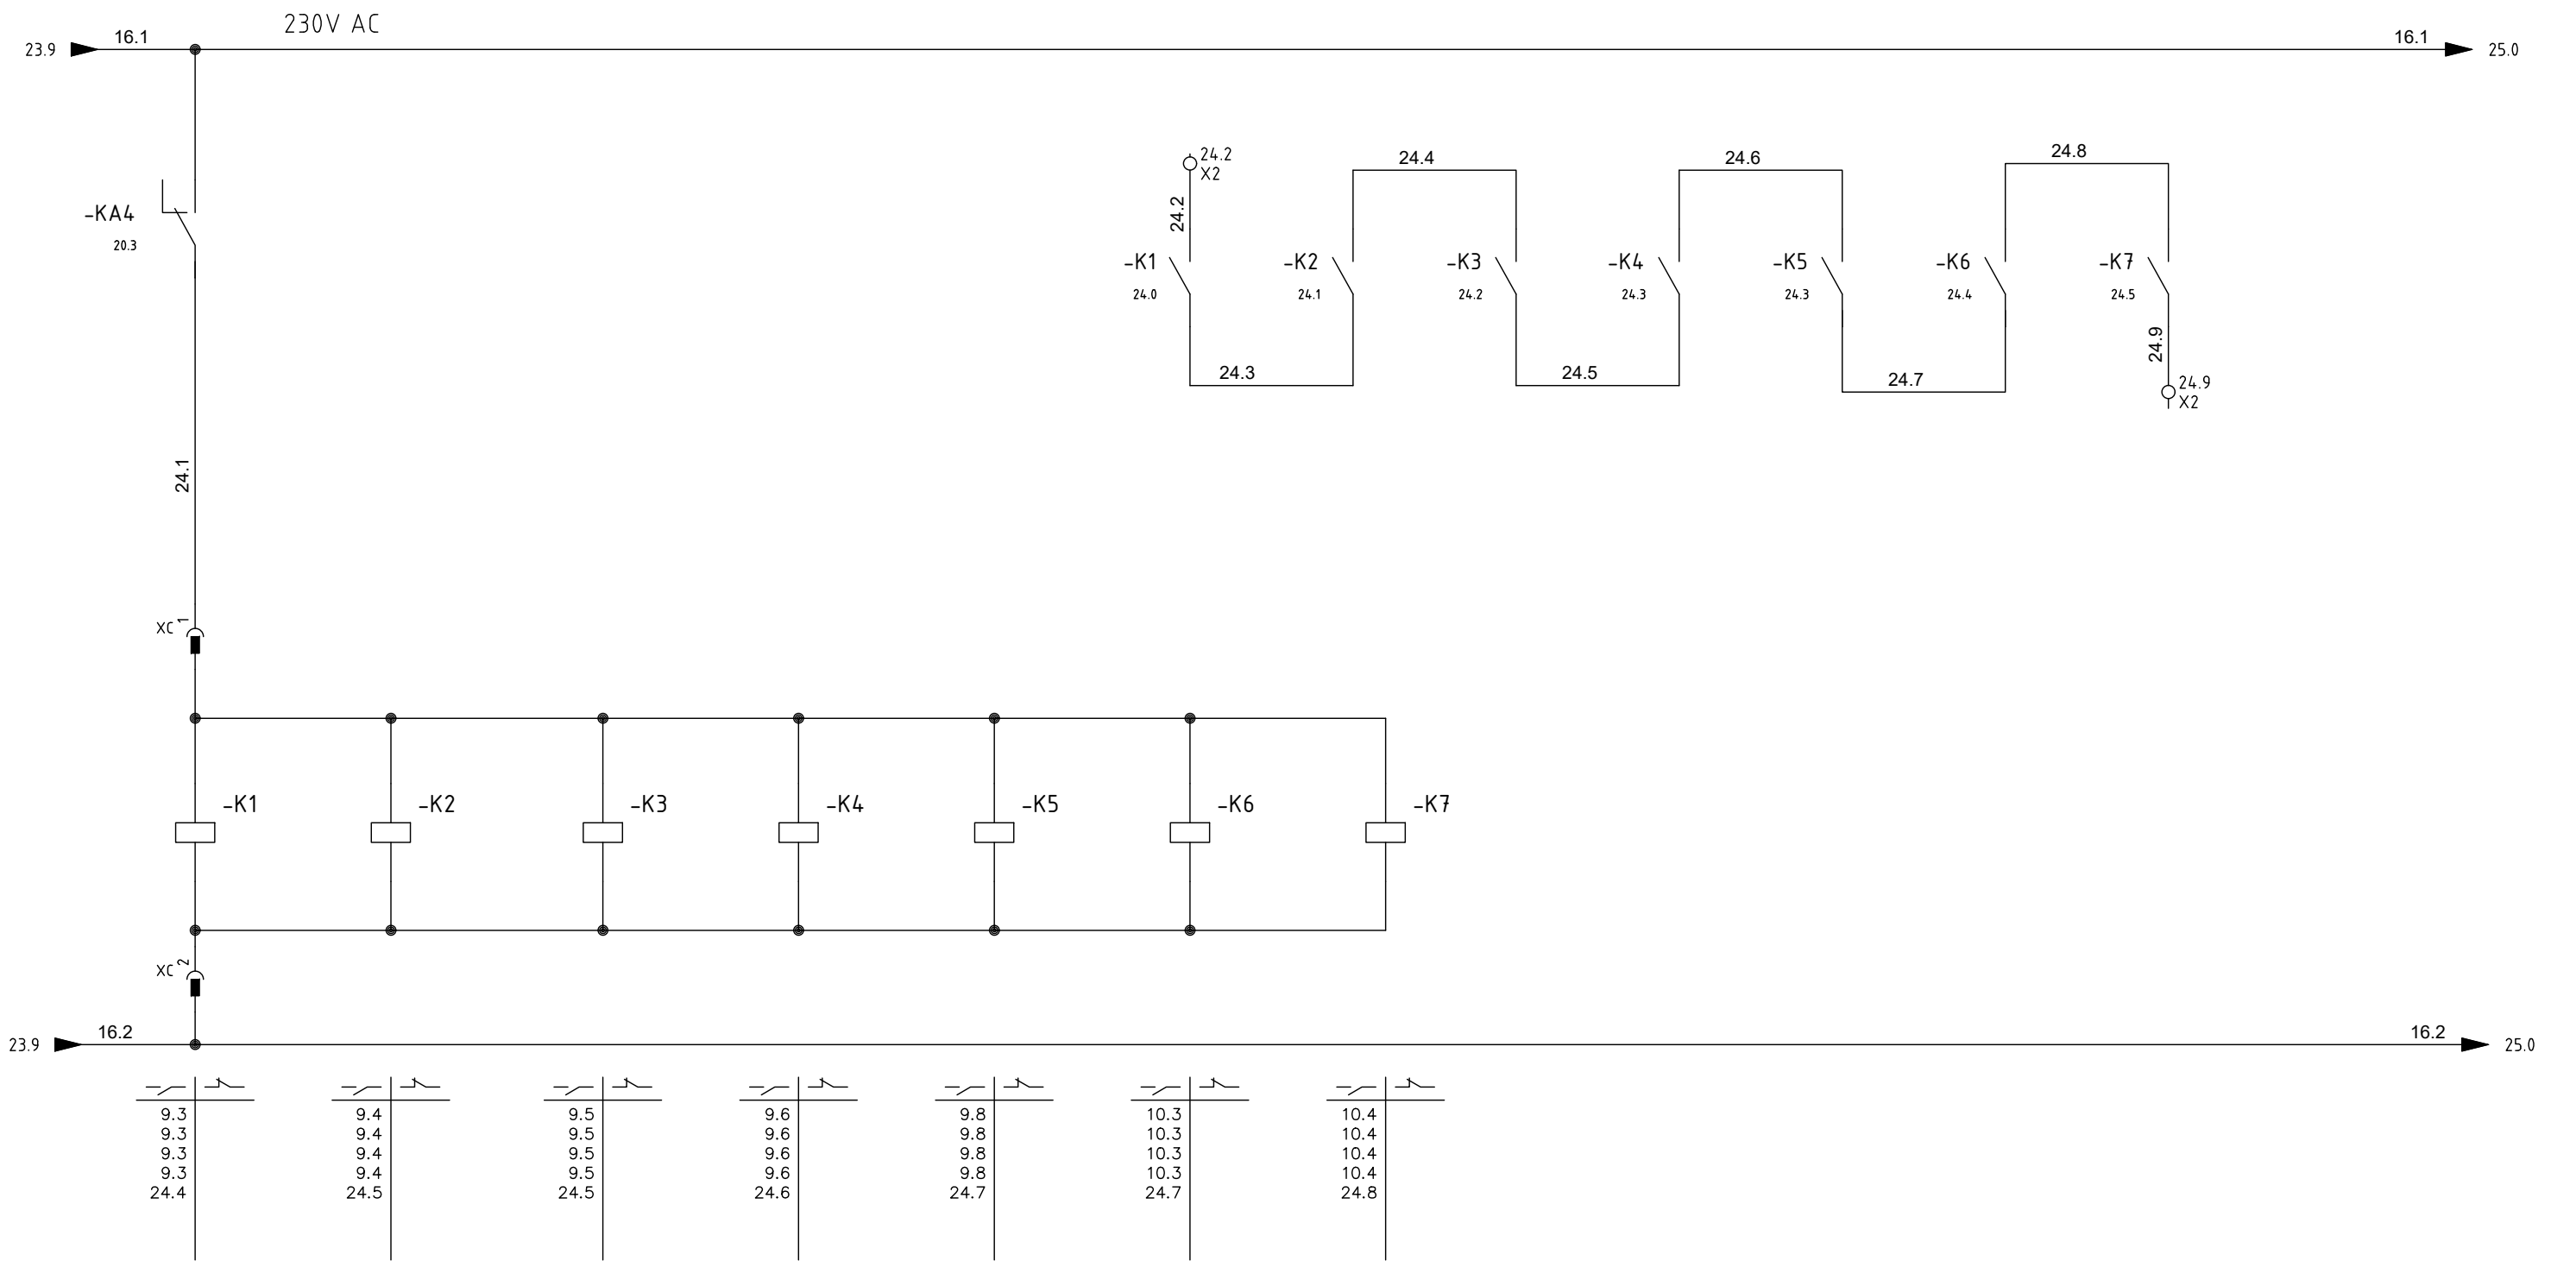 230V AC
23.9 16.1 16.1 25.0
24.2
X2
24.2
24.4 24.6 24.8
-KA4
20.3
-K1 -K2 -K3 -K4 -K5 -K6 -K7
24.0 24.1 24.2 24.3 24.3 24.4 24.5
24.9
24.3 24.5 24.7
24.9
X2
24.1
XC 1
-K1 -K2 -K3 -K4 -K5 -K6 -K7
XC 2
23.9 16.2 16.2 25.0
9.3 9.4 9.5 9.6 9.8 10.3 10.4
9.3 9.4 9.5 9.6 9.8 10.3 10.4
9.3 9.4 9.5 9.6 9.8 10.3 10.4
9.3 9.4 9.5 9.6 9.8 10.3 10.4
24.4 24.5 24.5 24.6 24.7 24.7 24.8